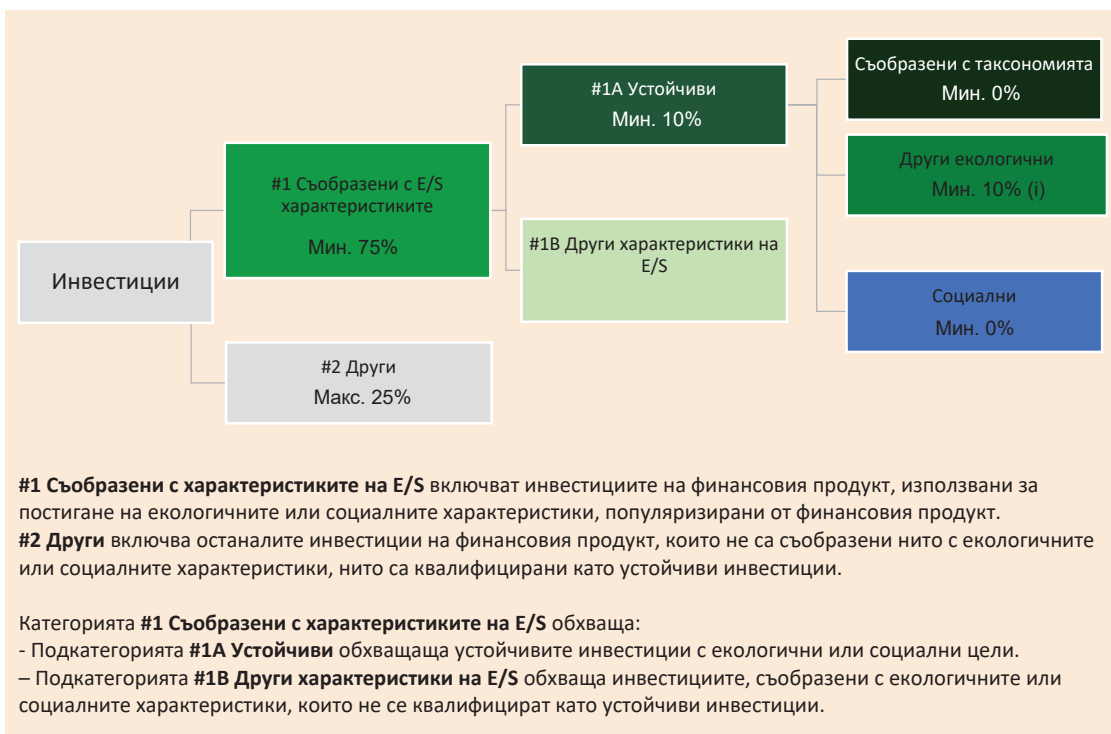 Инвестиции
#1 Съобразени с E/S
характеристиките
Мин. 75%
#2 Други
Макс. 25%
#1A Устойчиви
Мин. 10%
#1B Други характеристики на
E/S
Съобразени с таксономията
Мин. 0%
Други екологични
Мин. 10% (i)
Социални
Мин. 0%
#1 Съобразени с характеристиките на E/S включват инвестициите на финансовия продукт, използвани за
постигане на екологичните или социалните характеристики, популяризирани от финансовия продукт.
#2 Други включва останалите инвестиции на финансовия продукт, които не са съобразени нито с екологичните
или социалните характеристики, нито са квалифицирани като устойчиви инвестиции.
Категорията #1 Съобразени с характеристиките на E/S обхваща:
- Подкатегорията #1A Устойчиви обхващаща устойчивите инвестиции с екологични или социални цели.
– Подкатегорията #1B Други характеристики на E/S обхваща инвестициите, съобразени с екологичните или
социалните характеристики, които не се квалифицират като устойчиви инвестиции.